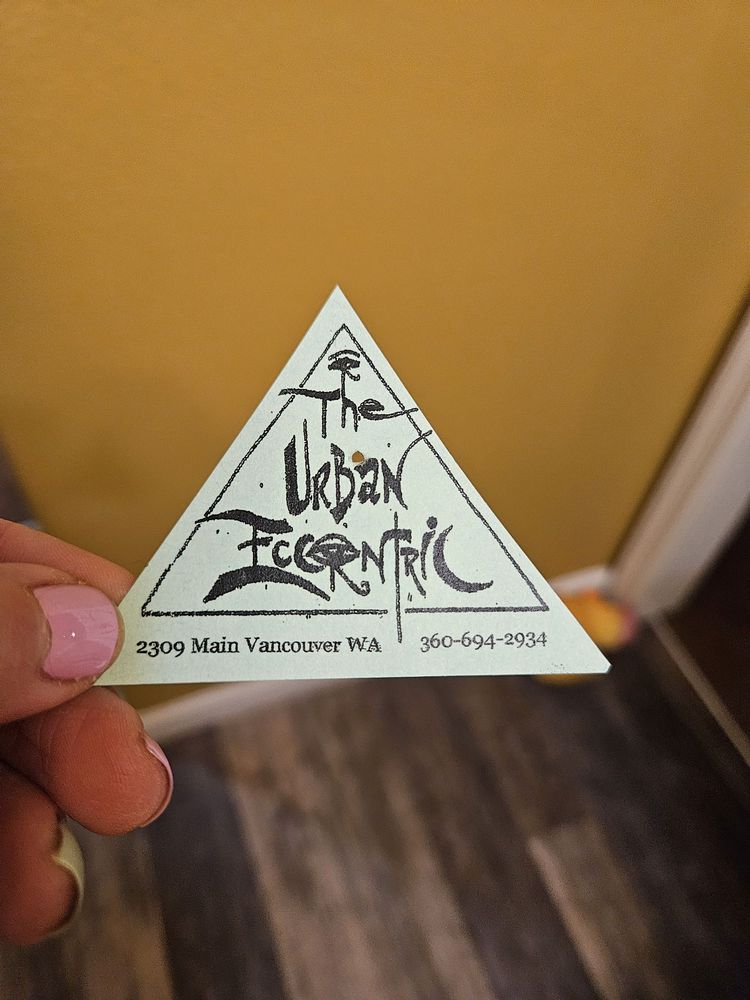 The
Urban
Eccentric
2309 Main Vancouver WA 360-694-2934